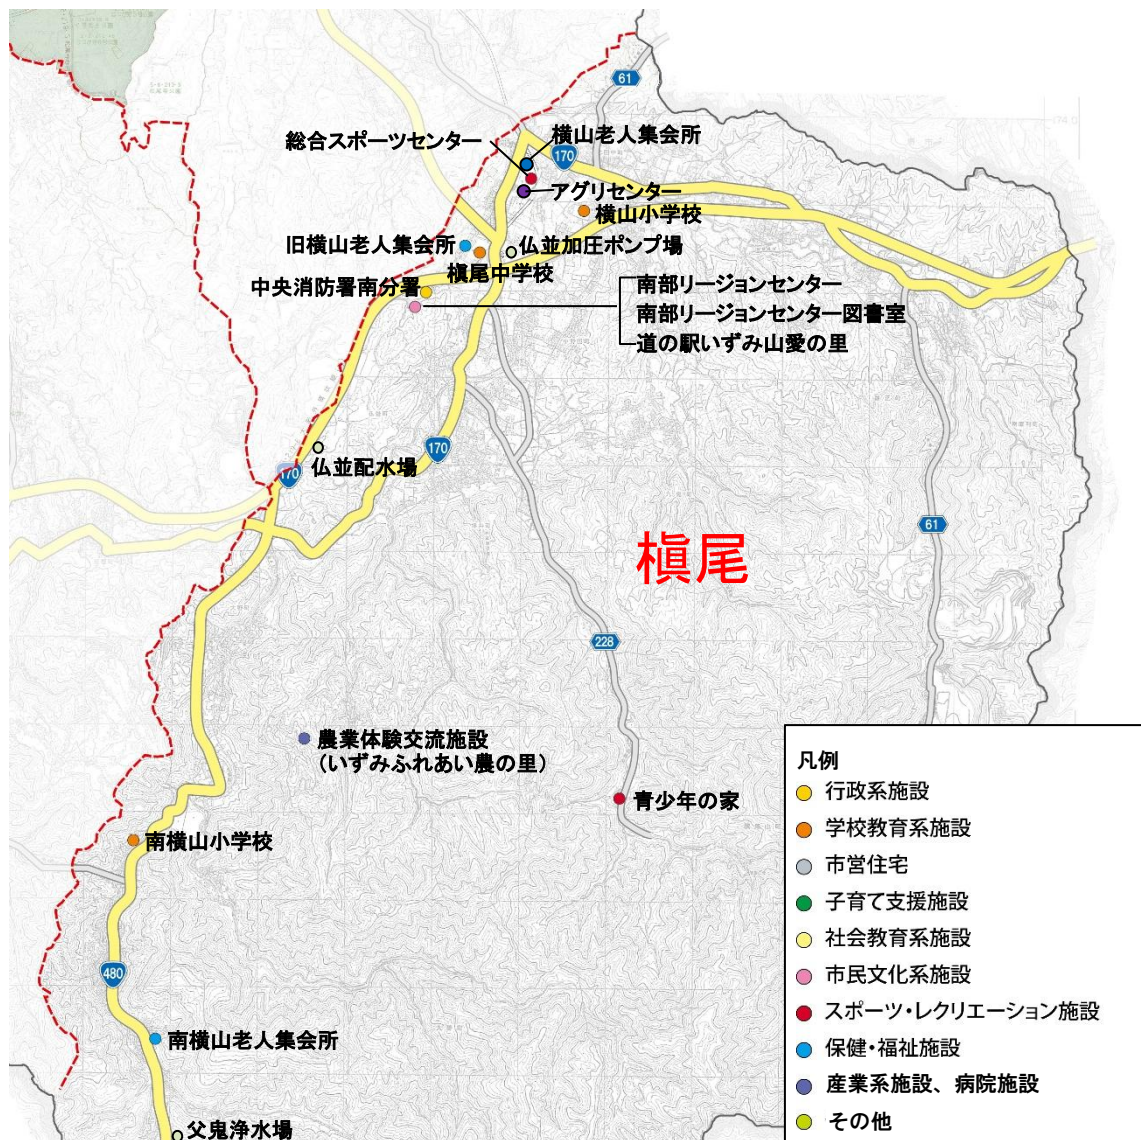 61
総合スポーツセンター
横山老人集会所
170
アグリセンター
横山小学校
旧横山老人集会所
仏並加圧ポンプ場
槇尾中学校
中央消防署南分署
南部リージョンセンター
南部リージョンセンター図書室
道の駅いずみ山愛の里
170
仏並配水場
170
61
槇尾
228
農業体験交流施設
（いずみふれあい農の里）
青少年の家
南横山小学校
480
南横山老人集会所
父鬼浄水場
凡例
行政系施設
学校教育系施設
市営住宅
子育て支援施設
社会教育系施設
市民文化系施設
スポーツ・レクリエーション施設
保健・福祉施設
産業系施設、病院施設
その他